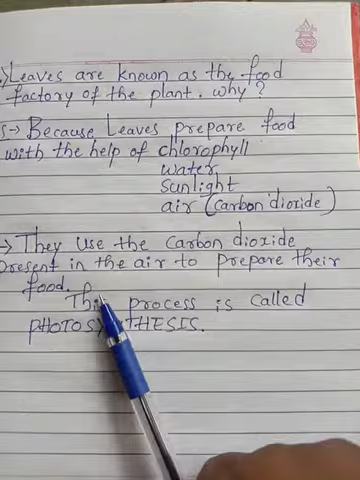 .) Leaves are known as the food
factory of the plant. why?
s→ Because Leaves prepare food
with the help of chlorophyll
water
sunlight
air (carbon dioxide)
→ They use the carbon dioxide
present in the air to prepare their
food.
This process is called